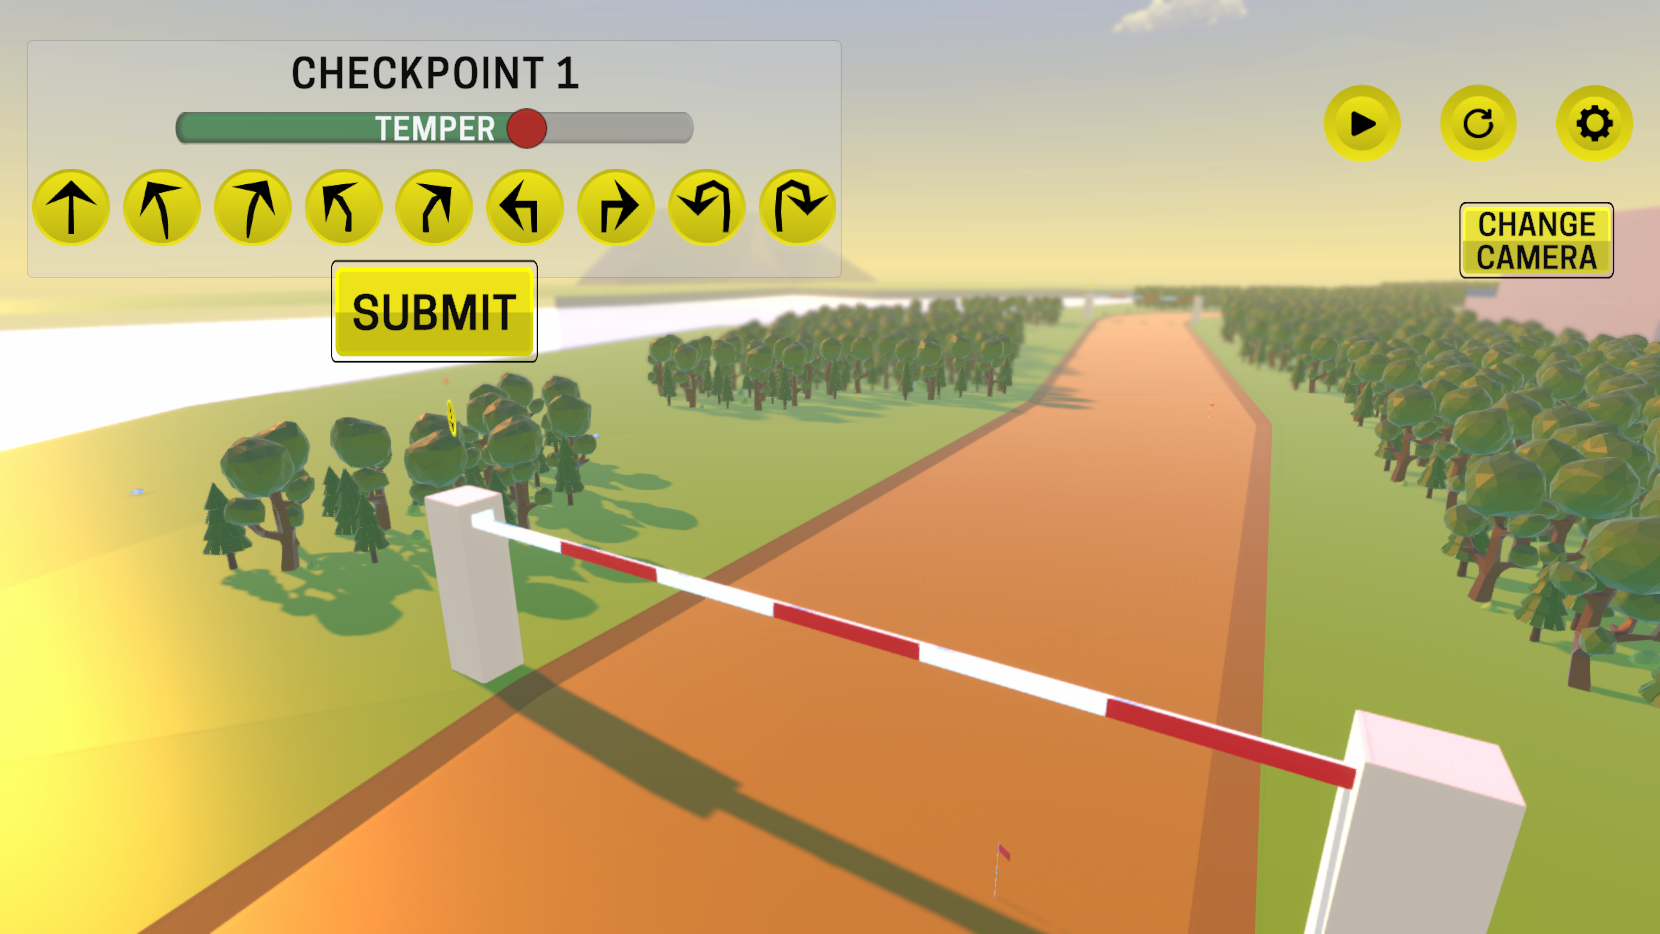 CHECKPOINT 1
TEMPER
SUBMIT
CHANGE
CAMERA